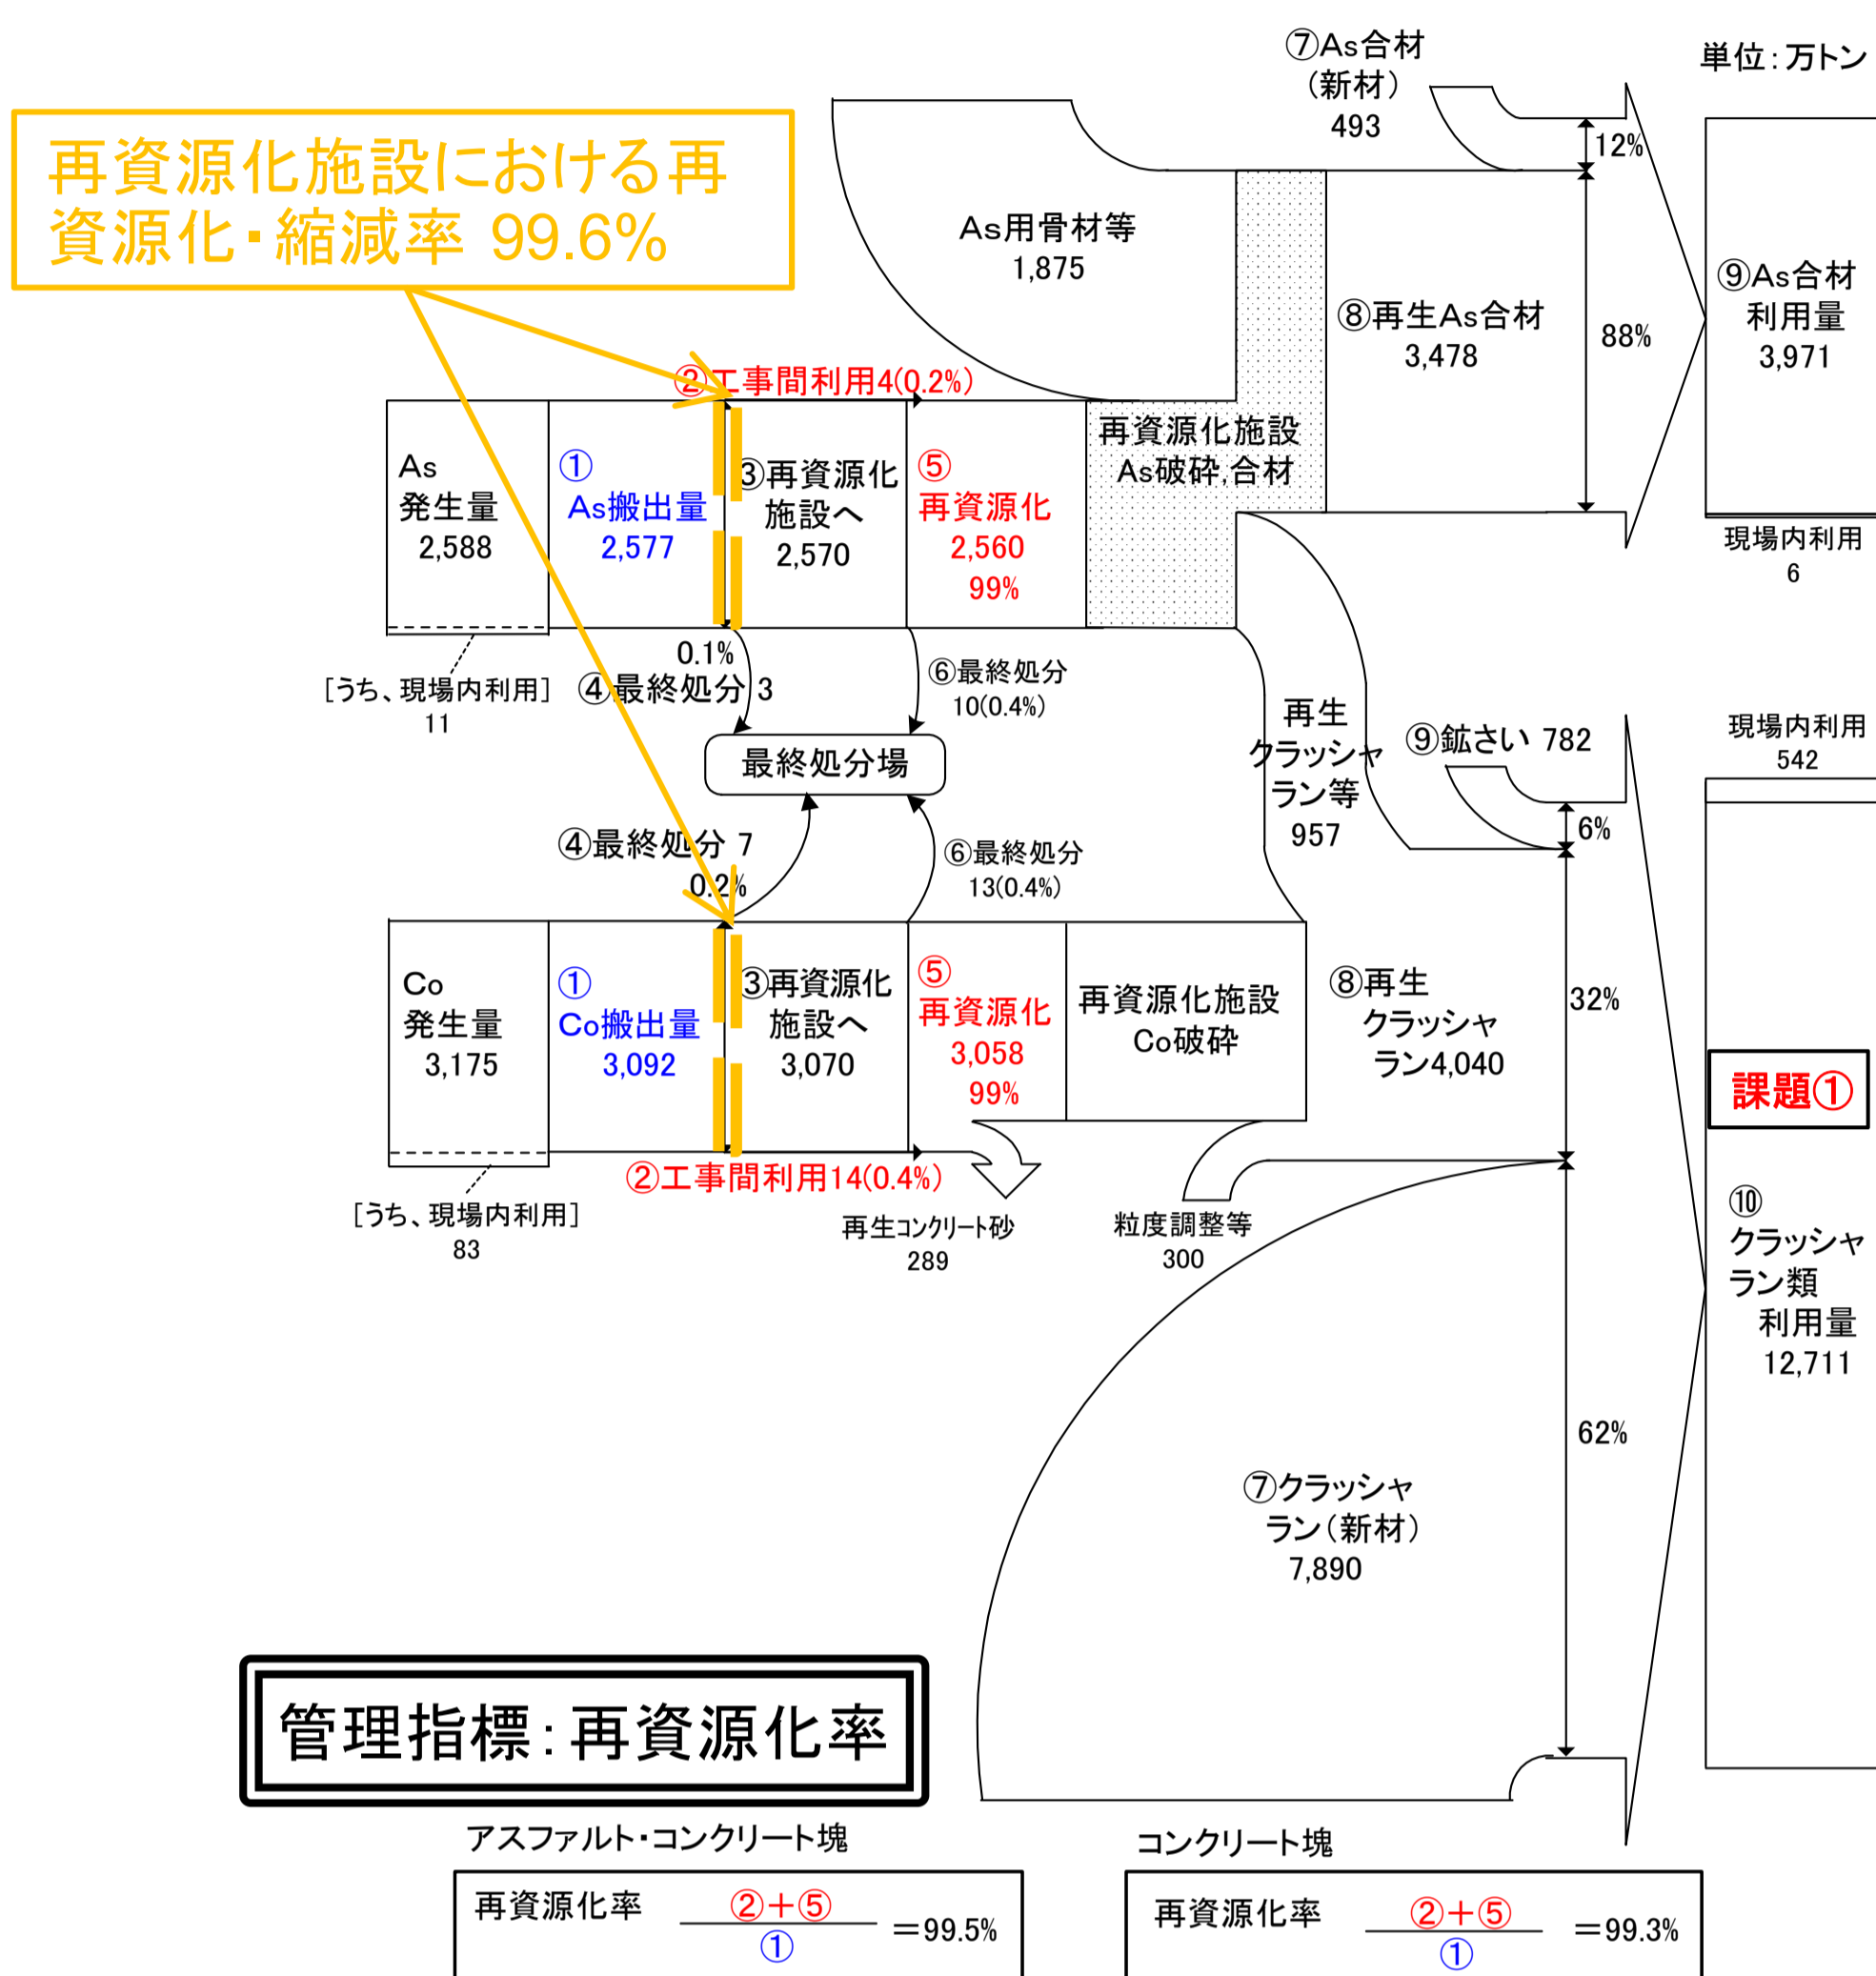 単位：万トン
⑦As合材
（新材）
493
12%
再資源化施設における再
資源化・縮減率 99.6%
As用骨材等
1,875
⑧再生As合材
3,478
88%
⑨As合材
利用量
3,971
②工事間利用4(0.2%)
As
発生量
2,588
①
As搬出量
2,577
③再資源化
施設へ
2,570
⑤
再資源化
2,560
99%
再資源化施設
As破砕,合材
現場内利用
6
0.1%
④最終処分 3
⑥最終処分
10(0.4%)
［うち、現場内利用］
11
最終処分場
再生
クラッシャ
ラン等
957
⑨鉱さい 782
現場内利用
542
6%
④最終処分 7
0.2%
⑥最終処分
13(0.4%)
Co
発生量
3,175
①
Co搬出量
3,092
③再資源化
施設へ
3,070
⑤
再資源化
3,058
99%
再資源化施設
Co破砕
⑧再生
クラッシャ
ラン4,040
32%
課題①
②工事間利用14(0.4%)
［うち、現場内利用］
83
再生コンクリート砂
289
粒度調整等
300
⑩
クラッシャ
ラン類
利用量
12,711
62%
⑦クラッシャ
ラン（新材）
7,890
管理指標：再資源化率
アスファルト・コンクリート塊
再資源化率
②＋⑤
①
＝99.5%
コンクリート塊
再資源化率
②＋⑤
①
＝99.3%